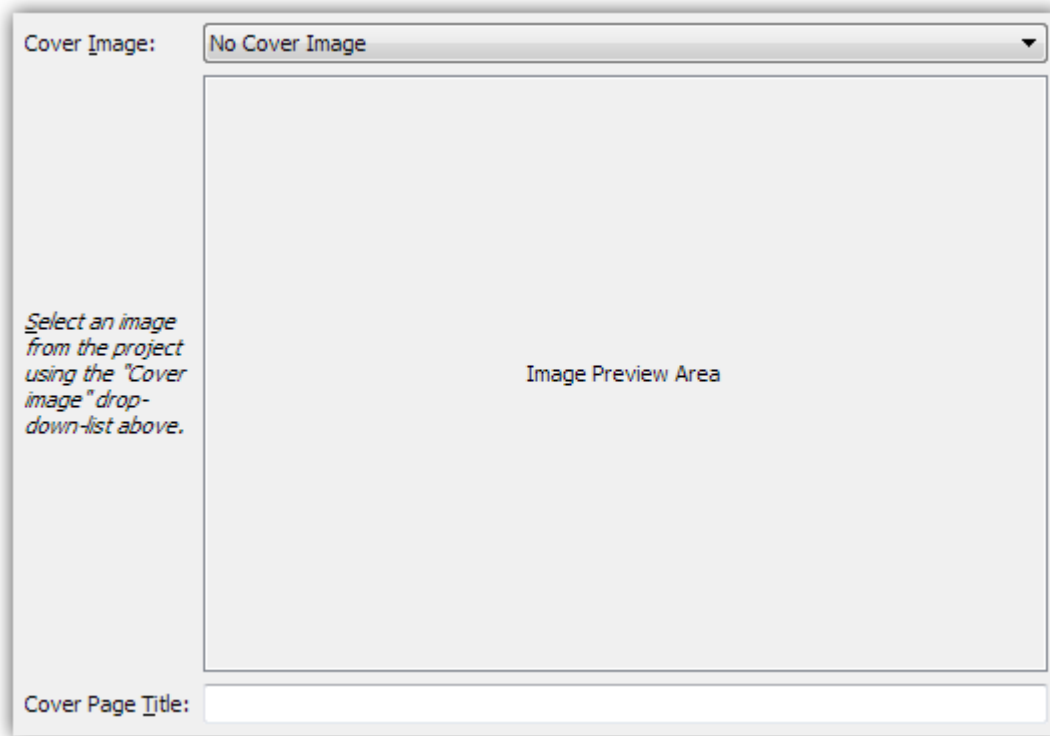 Cover Image:
No Cover Image
Select an image
from the project
using the "Cover
image" drop-
down-list above.
Image Preview Area
Cover Page Title: